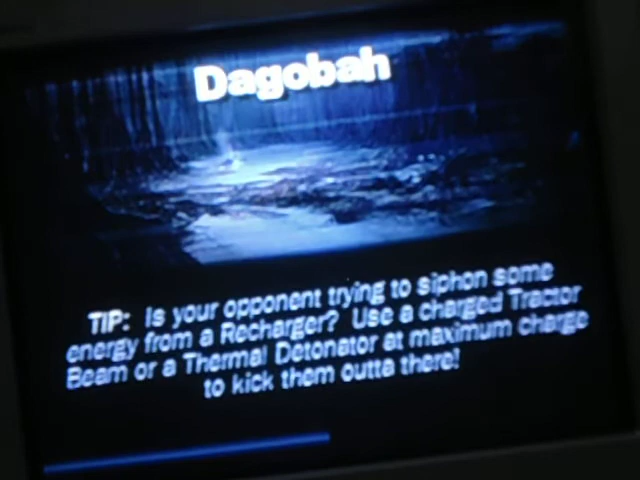 Dagobah
TIP: Is your opponent trying to siphon some
energy from a Recharger? Use a charged Tractor
Beam or a Thermal Detonator at maximum charge
to kick them outta there!